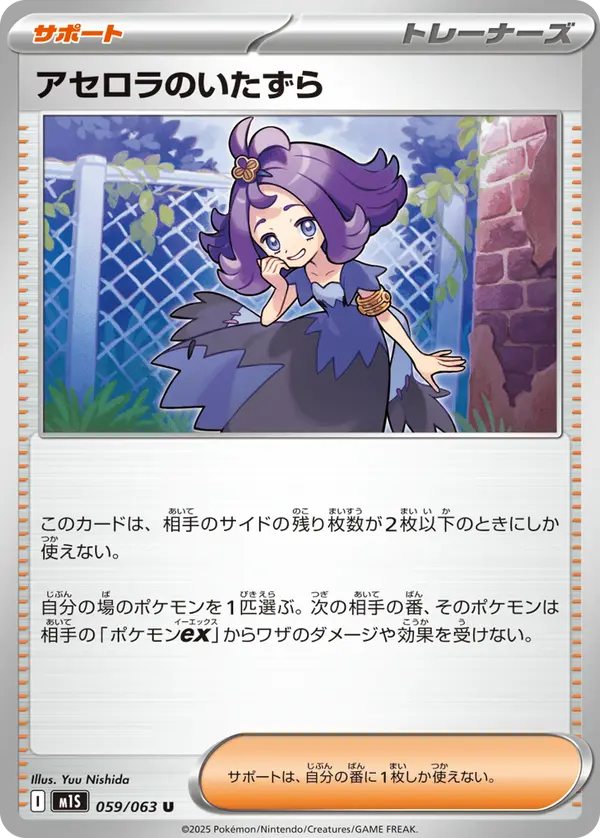 サポート
トレーナーズ
アセロラのいたずら
このカードは、相手のサイドの残り枚数が2枚以下のときにしか
使えない。
自分の場のポケモンを1匹選ぶ。次の相手の番、そのポケモンは
相手の「ポケモンex」からワザのダメージや効果を受けない。
サポートは、自分の番に1枚しか使えない。
Illus. Yuu Nishida
I M1S 059/063 U
©2025 Pokémon/Nintendo/Creatures/GAME FREAK.